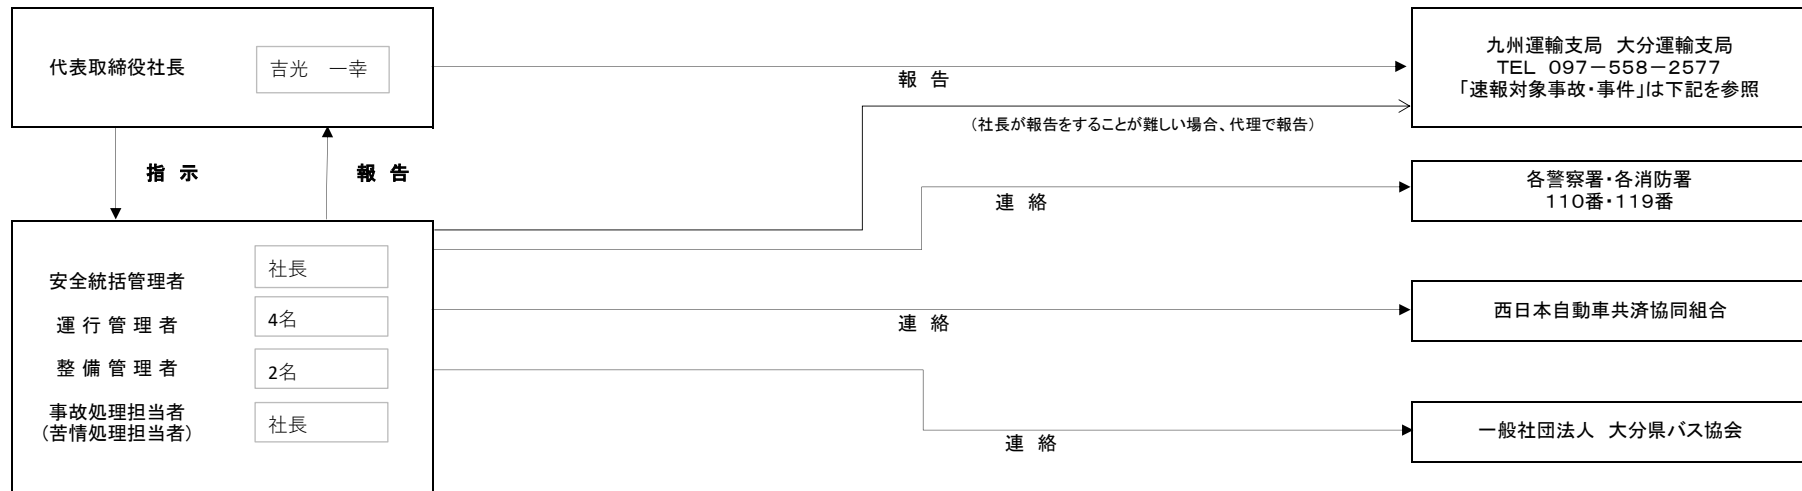 代表取締役社長
吉光　一幸
報 告
九州運輸支局　大分運輸支局
TEL　097－558－2577
「速報対象事故・事件」は下記を参照
（社長が報告をすることが難しい場合、代理で報告）
指 示
報 告
各警察署・各消防署
110番・119番
連 絡
安全統括管理者
社長
運 行 管 理 者
4名
整 備 管 理 者
2名
事故処理担当者
（苦情処理担当者）
社長
連 絡
西日本自動車共済協同組合
連 絡
一般社団法人　大分県バス協会